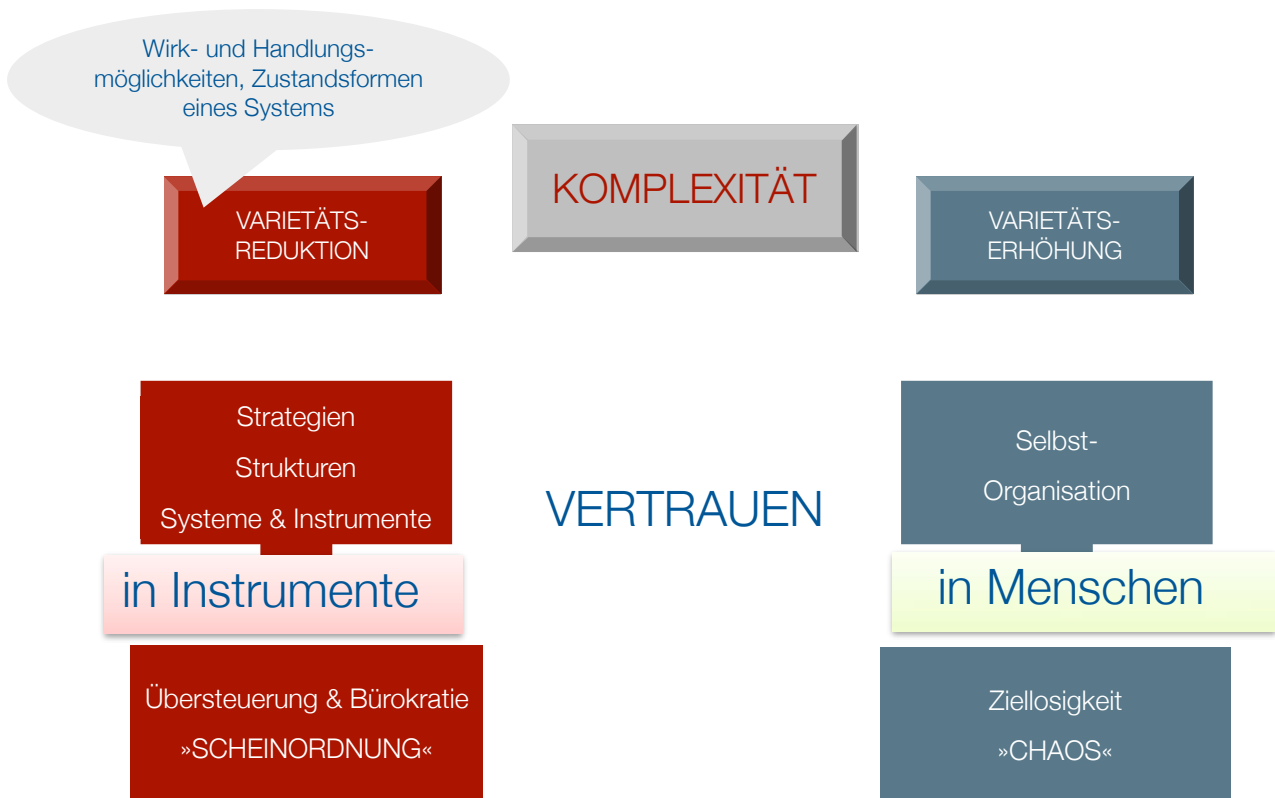 Wirk- und Handlungs-
möglichkeiten, Zustandsformen
eines Systems
KOMPLEXITÄT
VARIETÄTS-
REDUKTION
VARIETÄTS-
ERHÖHUNG
Strategien
Strukturen
Systeme & Instrumente
VERTRAUEN
Selbst-
Organisation
in Instrumente
in Menschen
Übersteuerung & Bürokratie
»SCHEINORDNUNG«
Ziellosigkeit
»CHAOS«